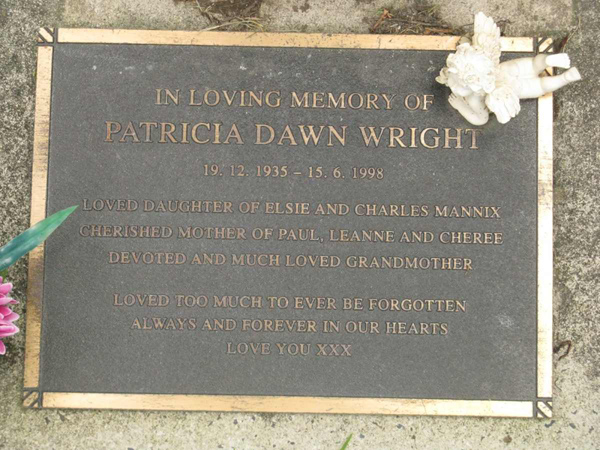 IN LOVING MEMORY OF
PATRICIA DAWN WRIGHT
19. 12. 1935 – 15. 6. 1998
LOVED DAUGHTER OF ELSIE AND CHARLES MANNIX
CHERISHED MOTHER OF PAUL, LEANNE AND CHEREE
DEVOTED AND MUCH LOVED GRANDMOTHER
LOVED TOO MUCH TO EVER BE FORGOTTEN
ALWAYS AND FOREVER IN OUR HEARTS
LOVE YOU XXX